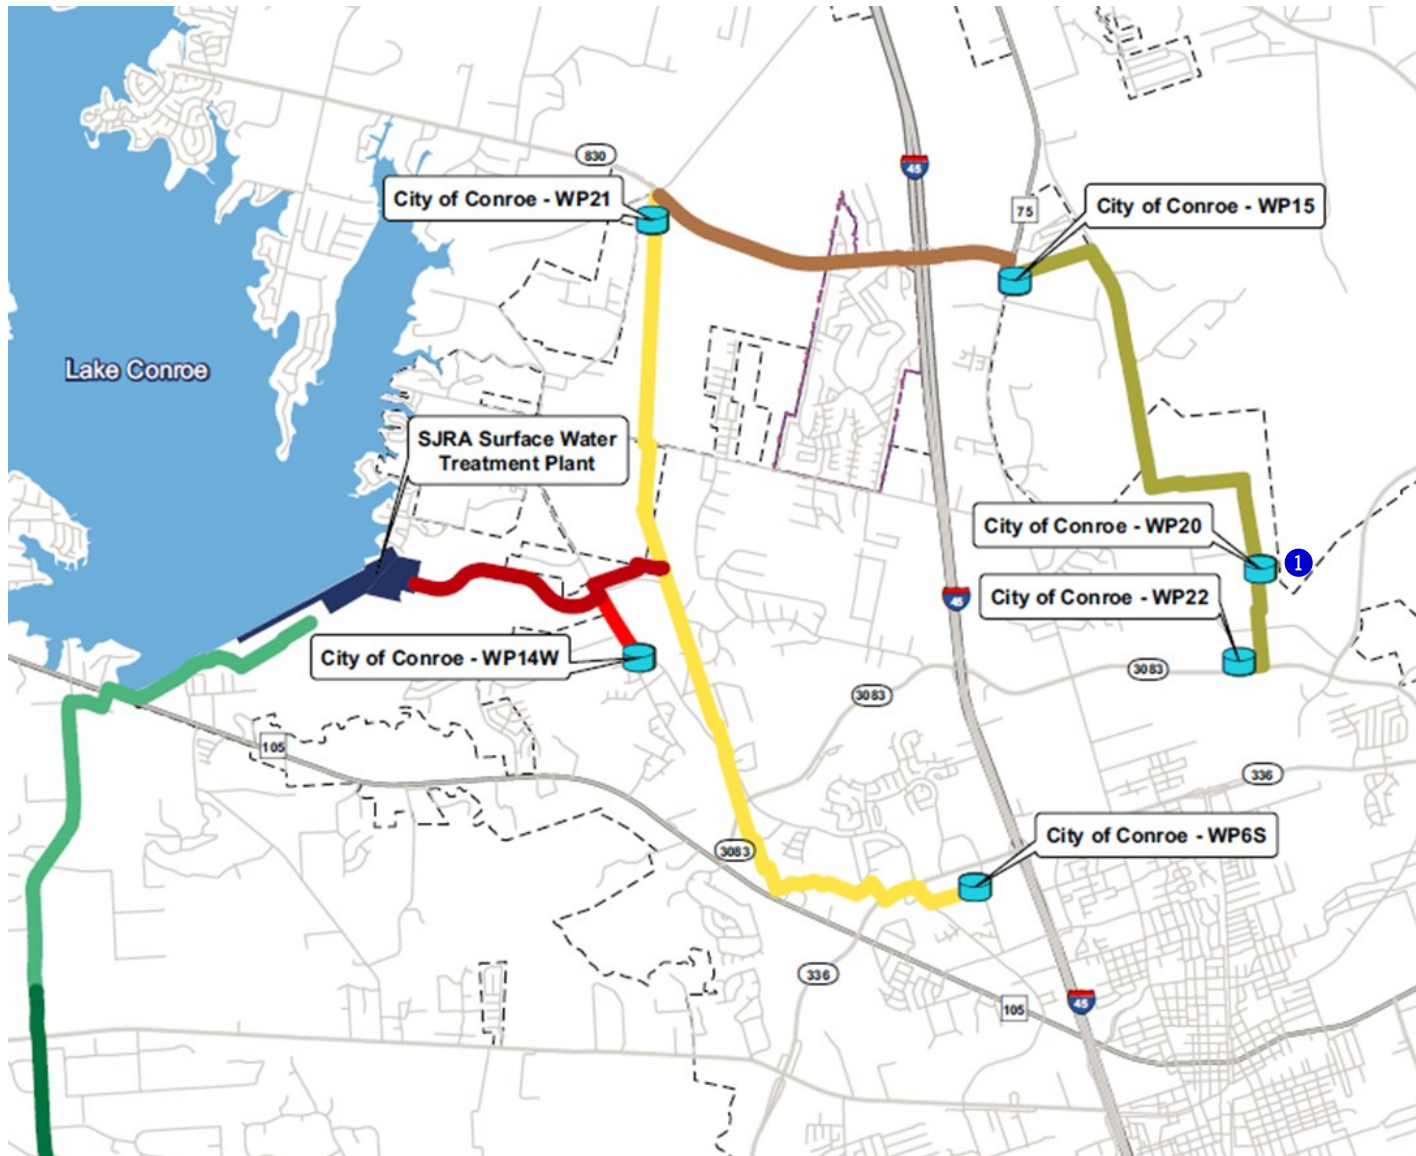 45
830
City of Conroe - WP21
75
City of Conroe - WP15
Lake Conroe
SJRA Surface Water
Treatment Plant
City of Conroe - WP20
1
45
City of Conroe - WP22
City of Conroe - WP14W
3083
3083
105
336
City of Conroe - WP6S
3083
336
105
45